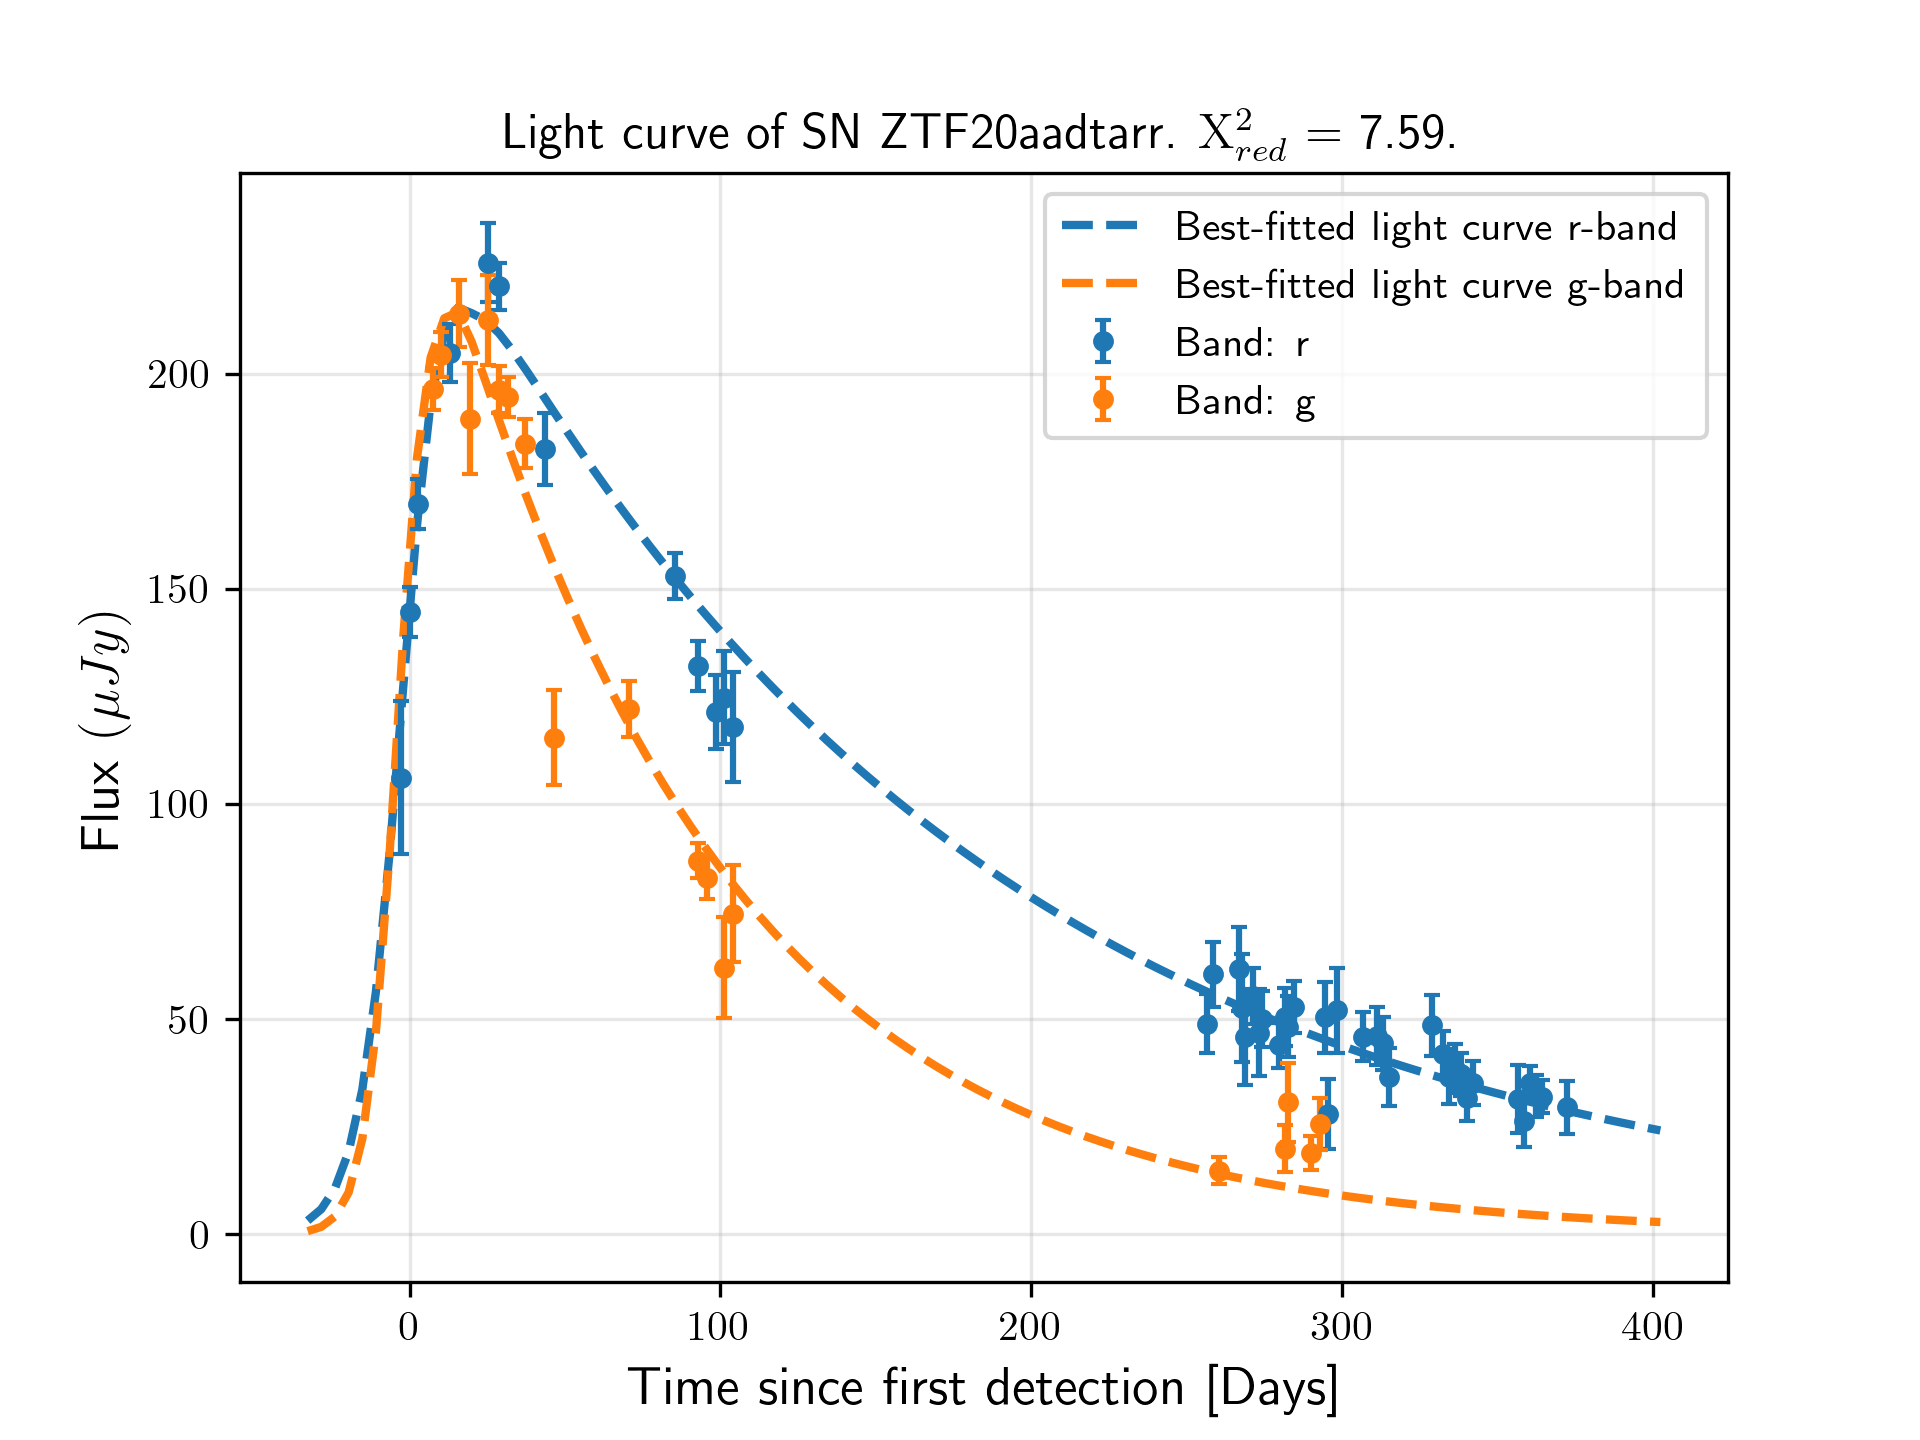 Light curve of SN ZTF20aadtarr. X²_red = 7.59.
Best-fitted light curve r-band
Best-fitted light curve g-band
Band: r
Band: g
Flux (μJy)
200
150
100
50
0
0 100 200 300 400
Time since first detection [Days]